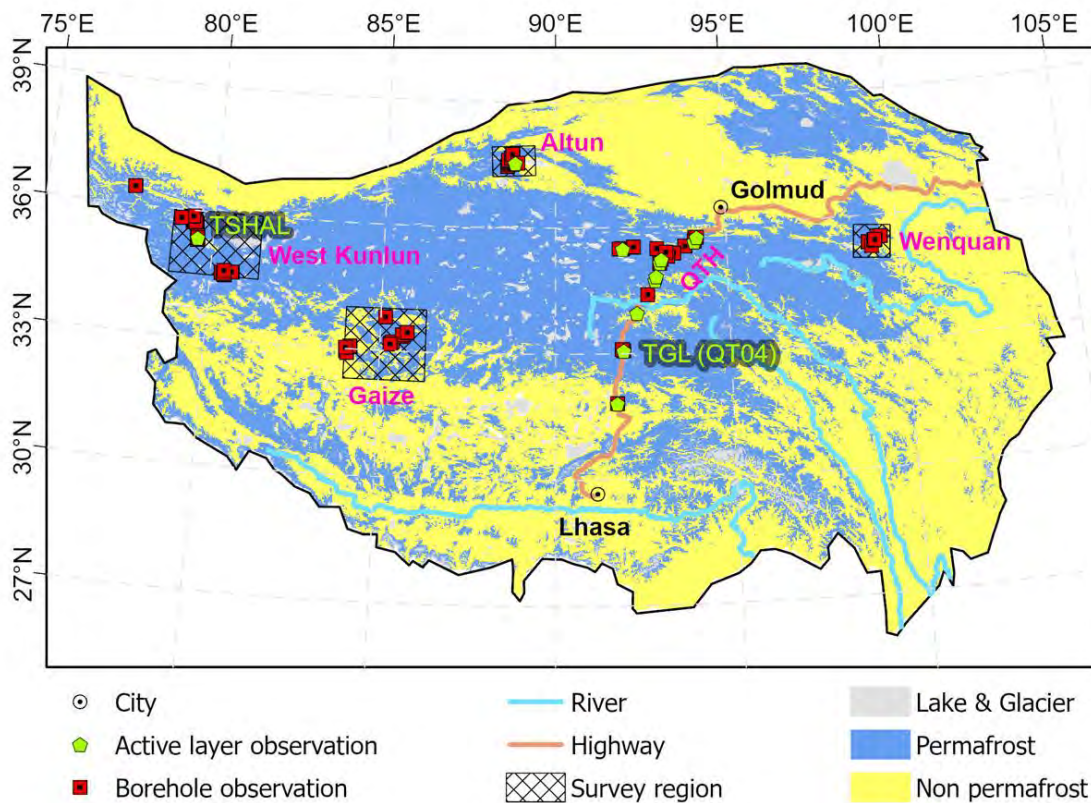 75°E 80°E 85°E 90°E 95°E 100°E 105°E
39°N
36°N
33°N
30°N
27°N
Altun
Golmud
TSHAL
West Kunlun
QTH
Wenquan
TGL (QT04)
Gaize
Lhasa
City
River
Lake & Glacier
Active layer observation
Highway
Permafrost
Borehole observation
Survey region
Non permafrost